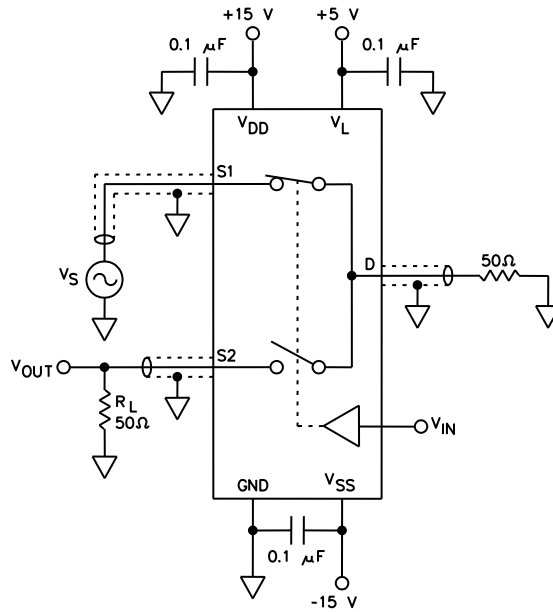 +15 V
+5 V
0.1 μF
0.1 μF
VDD
VL
S1
VS
D
50Ω
S2
VOUT
RL
50Ω
VIN
GND
VSS
0.1 μF
-15 V